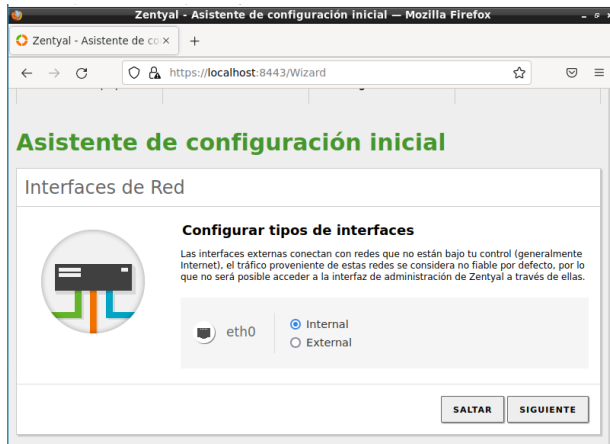 Zentyal - Asistente de configuración inicial — Mozilla Firefox
Zentyal - Asistente de co
https://localhost:8443/Wizard
Asistente de configuración inicial
Interfaces de Red
Configurar tipos de interfaces
Las interfaces externas conectan con redes que no están bajo tu control (generalmente
Internet), el tráfico proveniente de estas redes se considera no fiable por defecto, por lo
que no será posible acceder a la interfaz de administración de Zentyal a través de ellas.
eth0
Internal
External
SALTAR
SIGUIENTE